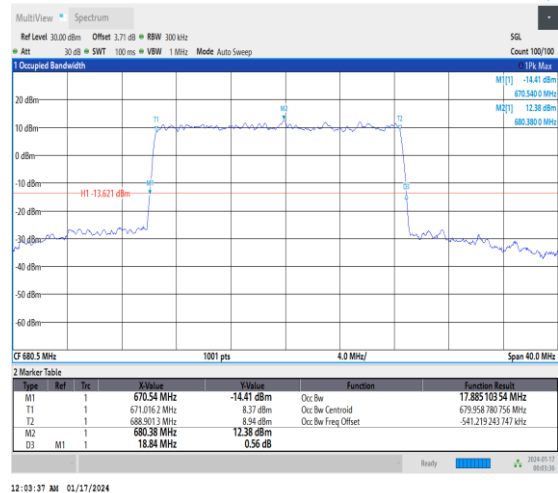 MultiView Spectrum
Ref Level 30.00 dBm Offset 3.71 dB RBW 300 kHz SGL
Att 30 dB SWT 100 ms VBW 1 MHz Mode Auto Sweep Count 100/100
1 Occupied Bandwidth 1Pk Max
M1[1] -14.41 dBm
670.540 0 MHz
M2[1] 12.38 dBm
680.380 0 MHz
20 dBm
M2
T1 T2
10 dBm
0 dBm
-10 dBm
M1 D3
H1 -13.621 dBm
-20 dBm
-30 dBm
-40 dBm
-50 dBm
-60 dBm
CF 680.5 MHz 1001 pts 4.0 MHz/ Span 40.0 MHz
2 Marker Table
Type Ref Trc X-Value Y-Value Function Function Result
M1 1 670.54 MHz -14.41 dBm Occ Bw 17.885 103 54 MHz
T1 1 671.016 2 MHz 8.37 dBm Occ Bw Centroid 679.958 780 756 MHz
T2 1 688.901 3 MHz 8.94 dBm Occ Bw Freq Offset -541.219 243 747 kHz
M2 1 680.38 MHz 12.38 dBm
D3 M1 1 18.84 MHz 0.56 dB
Ready 2024-01-17
00:03:36
12:03:37 AM 01/17/2024